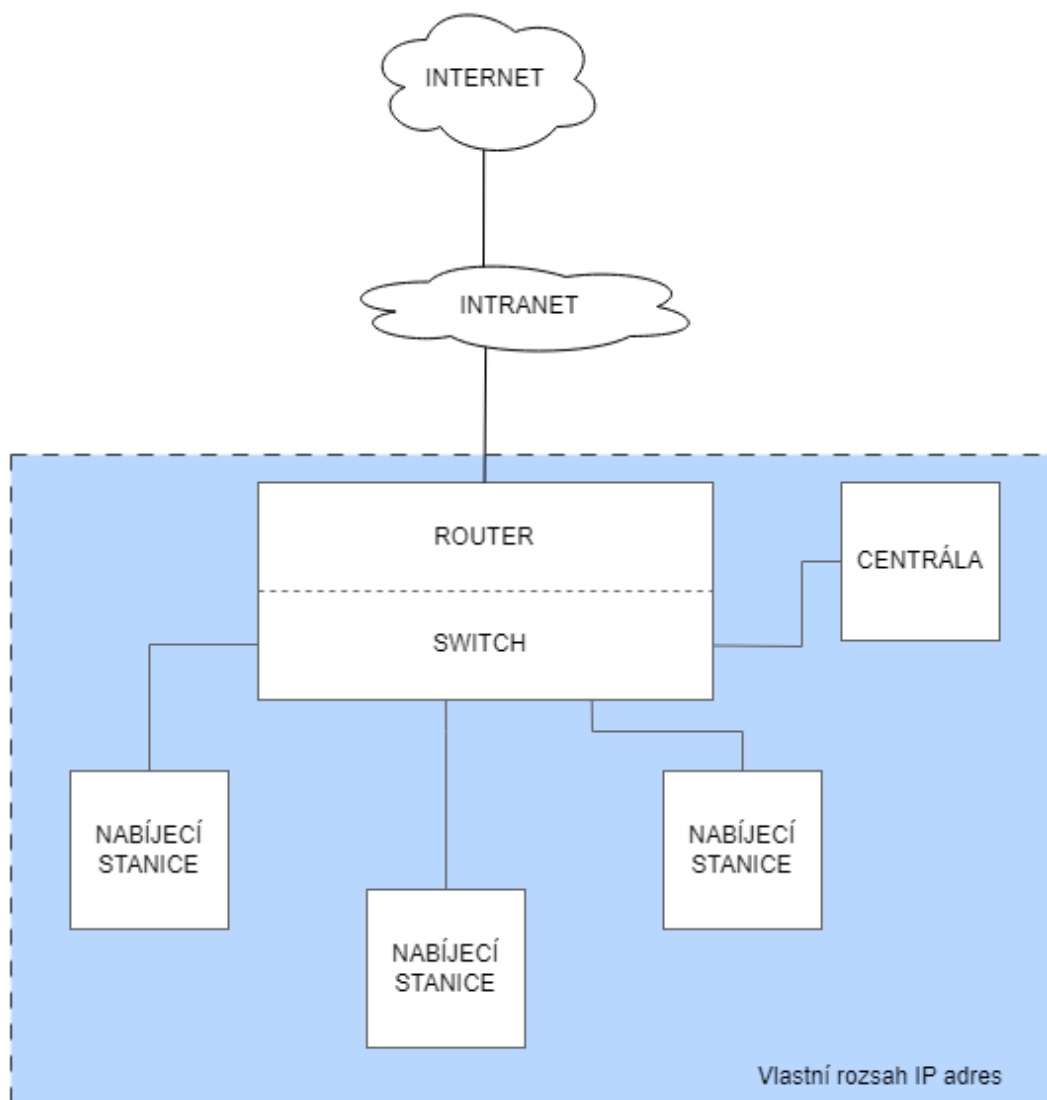 INTERNET
INTRANET
ROUTER
CENTRÁLA
SWITCH
NABÍJECÍ
STANICE
NABÍJECÍ
STANICE
NABÍJECÍ
STANICE
Vlastní rozsah IP adres